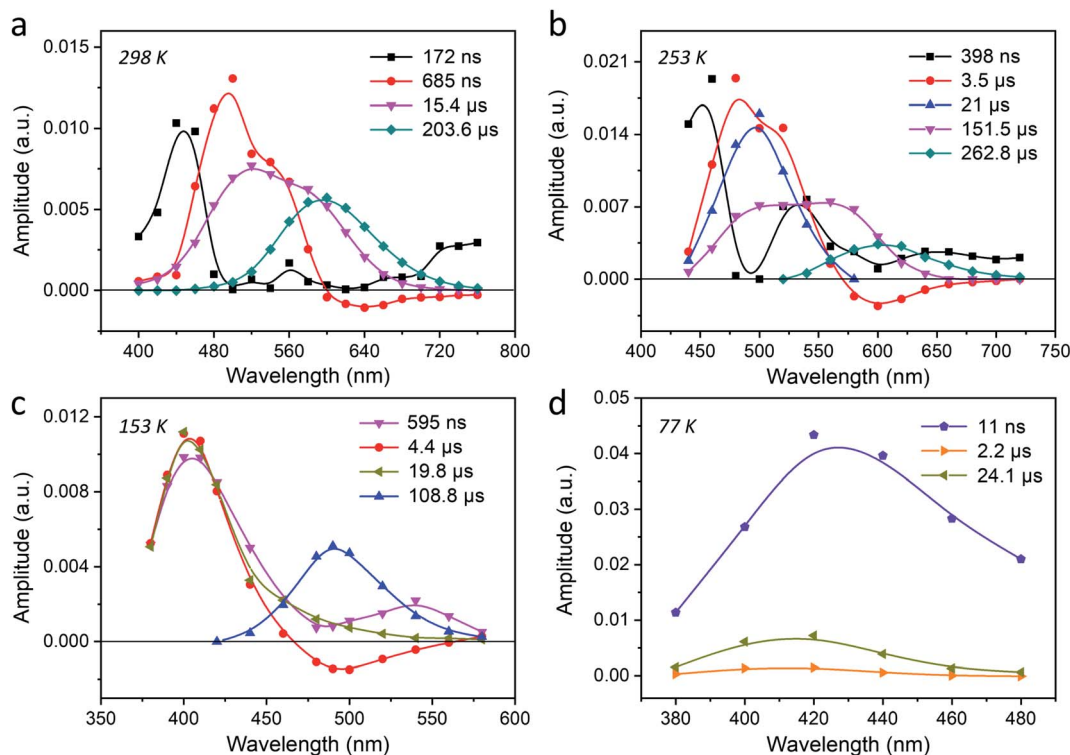 a
298 K
172 ns
685 ns
15.4 µs
203.6 µs
0.015
0.010
0.005
0.000
Amplitude (a.u.)
400 480 560 640 720 800
Wavelength (nm)
b
253 K
398 ns
3.5 µs
21 µs
151.5 µs
262.8 µs
0.021
0.014
0.007
0.000
Amplitude (a.u.)
400 450 500 550 600 650 700 750
Wavelength (nm)
c
153 K
595 ns
4.4 µs
19.8 µs
108.8 µs
0.012
0.008
0.004
0.000
Amplitude (a.u.)
350 400 450 500 550 600
Wavelength (nm)
d
77 K
11 ns
2.2 µs
24.1 µs
0.05
0.04
0.03
0.02
0.01
0.00
Amplitude (a.u.)
380 400 420 440 460 480
Wavelength (nm)